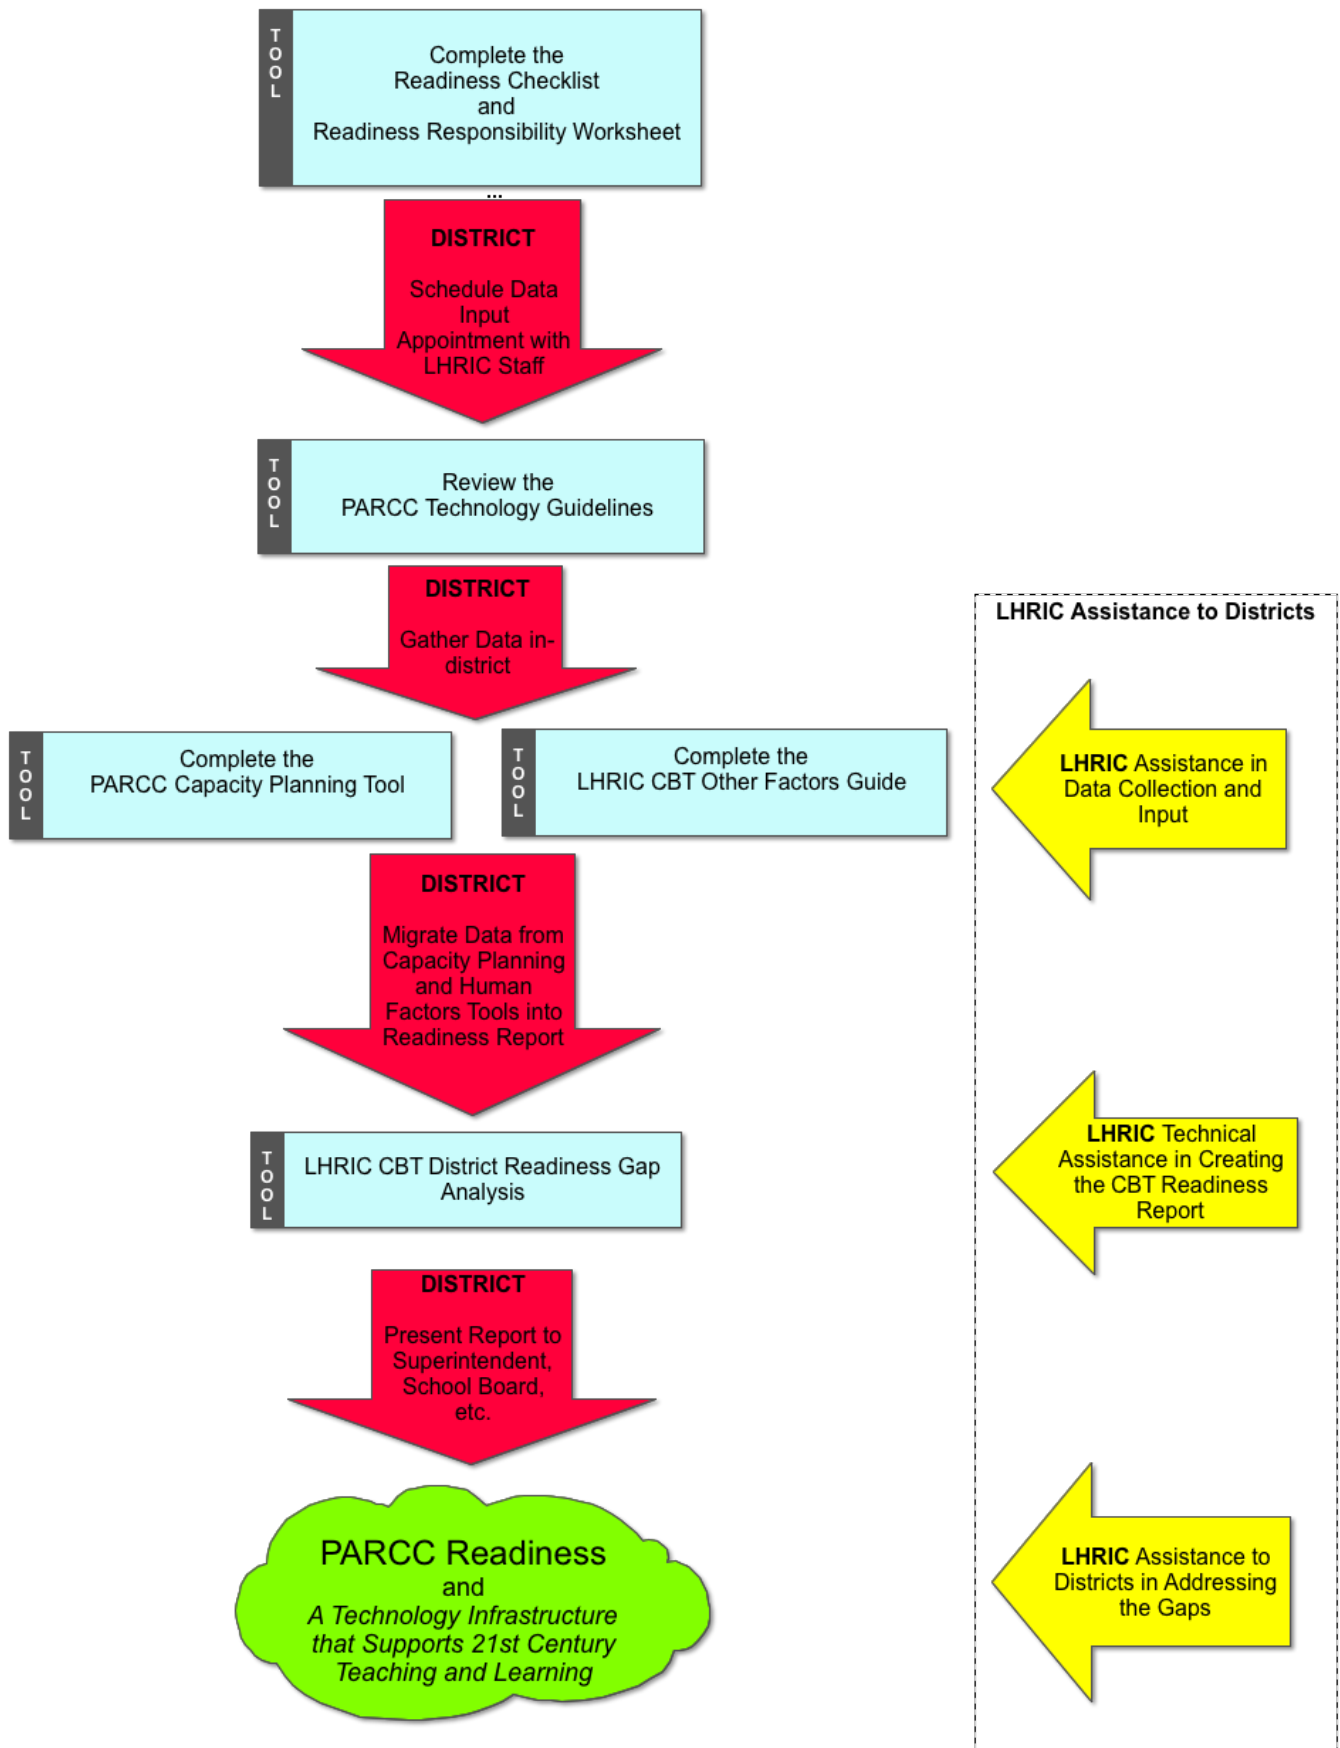 TOOL
Complete the
Readiness Checklist
and
Readiness Responsibility Worksheet
...
DISTRICT
Schedule Data
Input
Appointment with
LHRIC Staff
TOOL
Review the
PARCC Technology Guidelines
DISTRICT
Gather Data in-
district
TOOL
Complete the
PARCC Capacity Planning Tool
TOOL
Complete the
LHRIC CBT Other Factors Guide
DISTRICT
Migrate Data from
Capacity Planning
and Human
Factors Tools into
Readiness Report
TOOL
LHRIC CBT District Readiness Gap
Analysis
DISTRICT
Present Report to
Superintendent,
School Board,
etc.
PARCC Readiness
and
A Technology Infrastructure
that Supports 21st Century
Teaching and Learning
LHRIC Assistance to Districts
LHRIC Assistance in
Data Collection and
Input
LHRIC Technical
Assistance in Creating
the CBT Readiness
Report
LHRIC Assistance to
Districts in Addressing
the Gaps